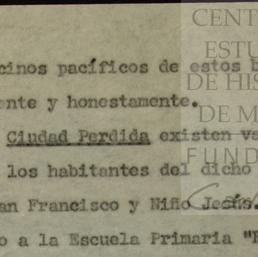 cinos pacíficos de estos b
ente y honestamente.
Ciudad Perdida existen va
los habitantes del dicho
an Francisco y Niño Jesús.
o a la Escuela Primaria "R
CENT
ESTU
DE HIS
DE M
FUND